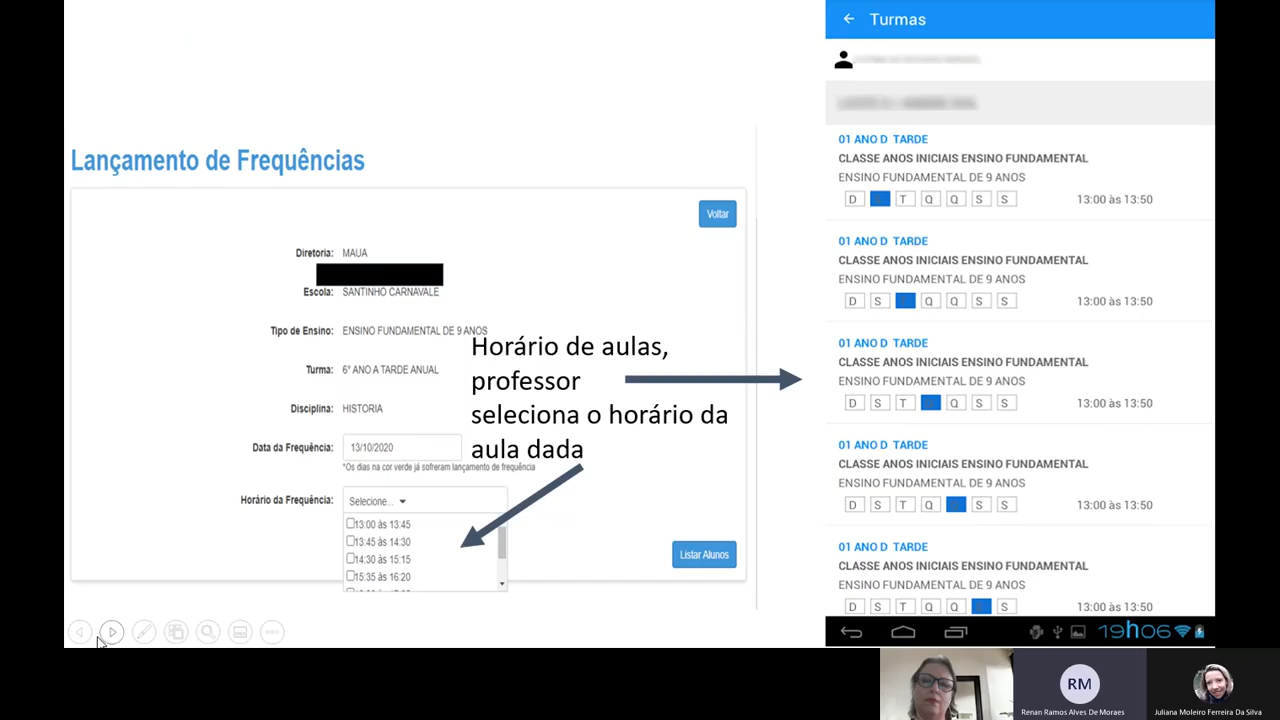 Lançamento de Frequências
Voltar
Diretoria: MAUA
Escola: SANTINHO CARNAVALE
Tipo de Ensino: ENSINO FUNDAMENTAL DE 9 ANOS
Turma: 6° ANO A TARDE ANUAL
Disciplina: HISTORIA
Data da Frequência: 13/10/2020
*Os dias na cor verde já sofreram lançamento de frequência
Horário da Frequência: Selecione...
13:00 às 13:45
13:45 às 14:30
14:30 às 15:15
15:35 às 16:20
Listar Alunos
Horário de aulas,
professor
seleciona o horário da
aula dada
Turmas
01 ANO D TARDE
CLASSE ANOS INICIAIS ENSINO FUNDAMENTAL
ENSINO FUNDAMENTAL DE 9 ANOS
D T Q Q S S 13:00 às 13:50
01 ANO D TARDE
CLASSE ANOS INICIAIS ENSINO FUNDAMENTAL
ENSINO FUNDAMENTAL DE 9 ANOS
D S Q Q S S 13:00 às 13:50
01 ANO D TARDE
CLASSE ANOS INICIAIS ENSINO FUNDAMENTAL
ENSINO FUNDAMENTAL DE 9 ANOS
D S T Q S S 13:00 às 13:50
01 ANO D TARDE
CLASSE ANOS INICIAIS ENSINO FUNDAMENTAL
ENSINO FUNDAMENTAL DE 9 ANOS
D S T Q S S 13:00 às 13:50
01 ANO D TARDE
CLASSE ANOS INICIAIS ENSINO FUNDAMENTAL
ENSINO FUNDAMENTAL DE 9 ANOS
D S T Q Q S 13:00 às 13:50
19h06
RM
Renan Ramos Alves De Moraes
Juliana Moleiro Ferreira Da Silva